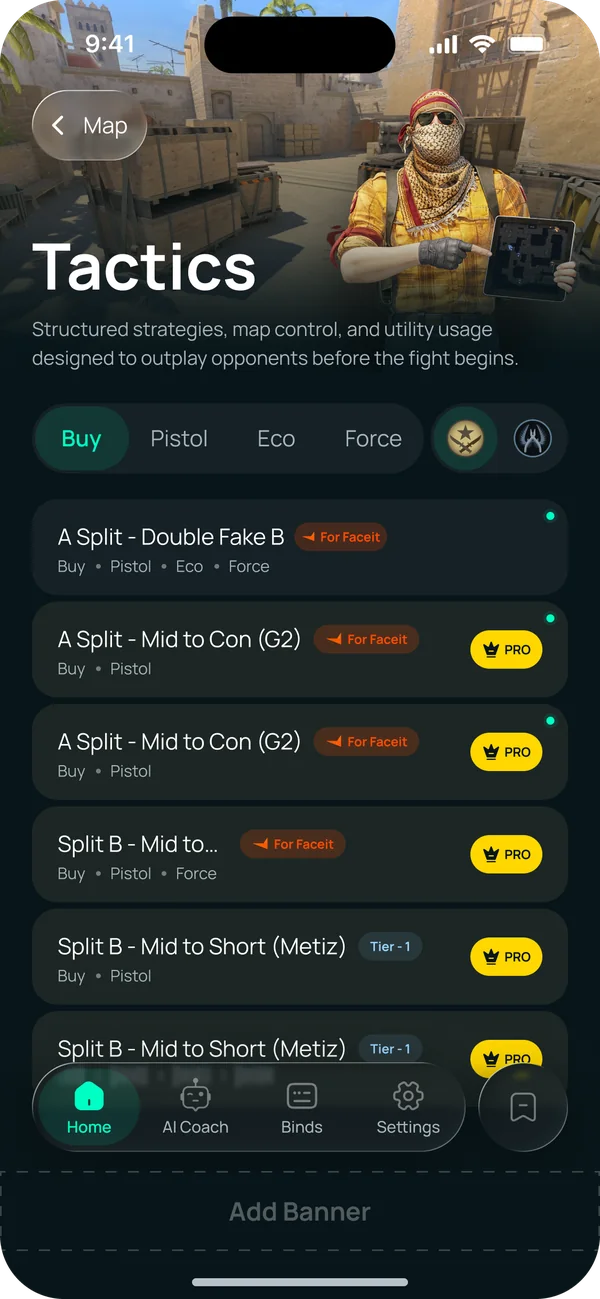 9:41
Map
Tactics
Structured strategies, map control, and utility usage
designed to outplay opponents before the fight begins.
Buy Pistol Eco Force
A Split - Double Fake B For Faceit
Buy • Pistol • Eco • Force
A Split - Mid to Con (G2) For Faceit PRO
Buy • Pistol
A Split - Mid to Con (G2) For Faceit PRO
Buy • Pistol
Split B - Mid to... For Faceit PRO
Buy • Pistol • Force
Split B - Mid to Short (Metiz) Tier - 1 PRO
Buy • Pistol
Split B - Mid to Short (Metiz) Tier - 1 PRO
Home AI Coach Binds Settings
Add Banner